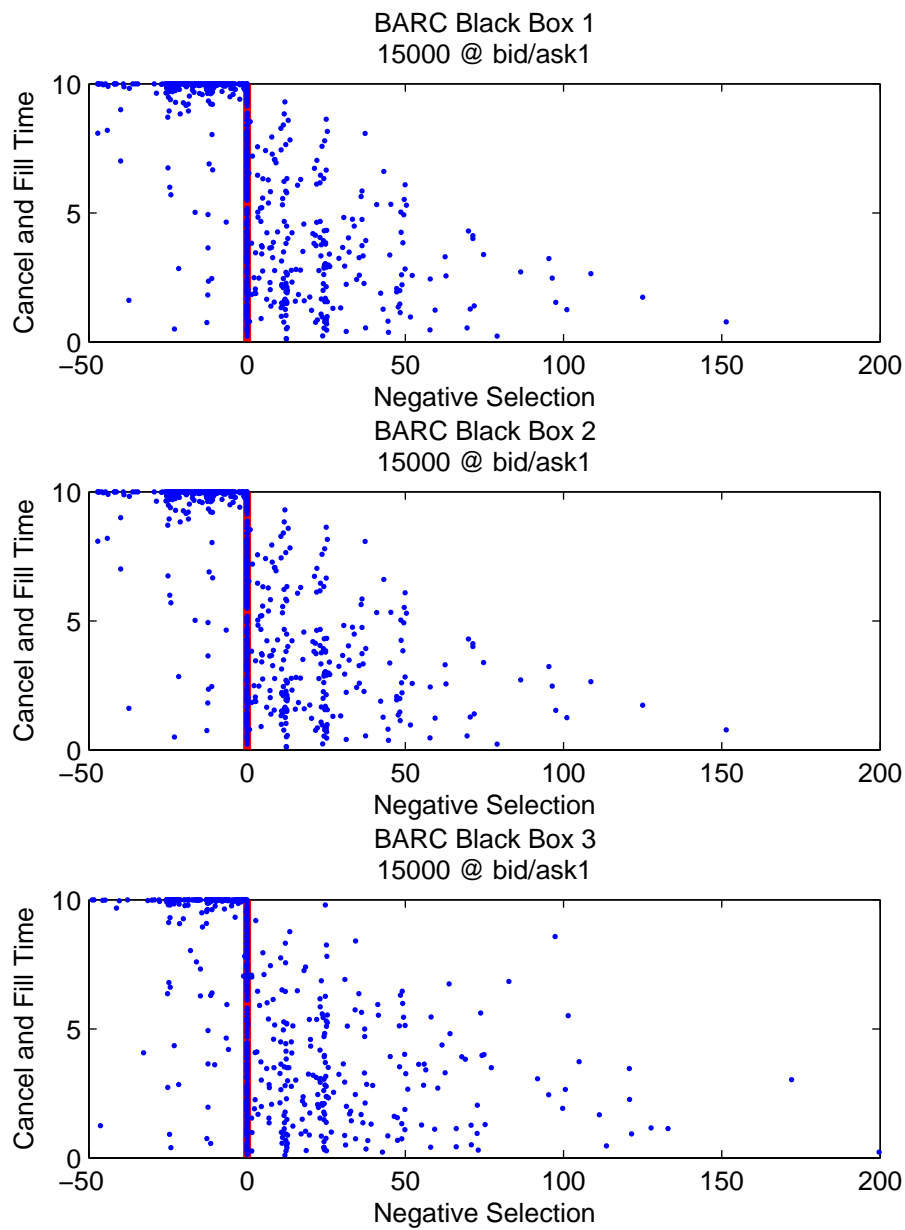 BARC Black Box 1
15000 @ bid/ask1
10
5
0
Cancel and Fill Time
−50
0
50
100
150
200
Negative Selection
BARC Black Box 2
15000 @ bid/ask1
10
5
0
Cancel and Fill Time
−50
0
50
100
150
200
Negative Selection
BARC Black Box 3
15000 @ bid/ask1
10
5
0
Cancel and Fill Time
−50
0
50
100
150
200
Negative Selection